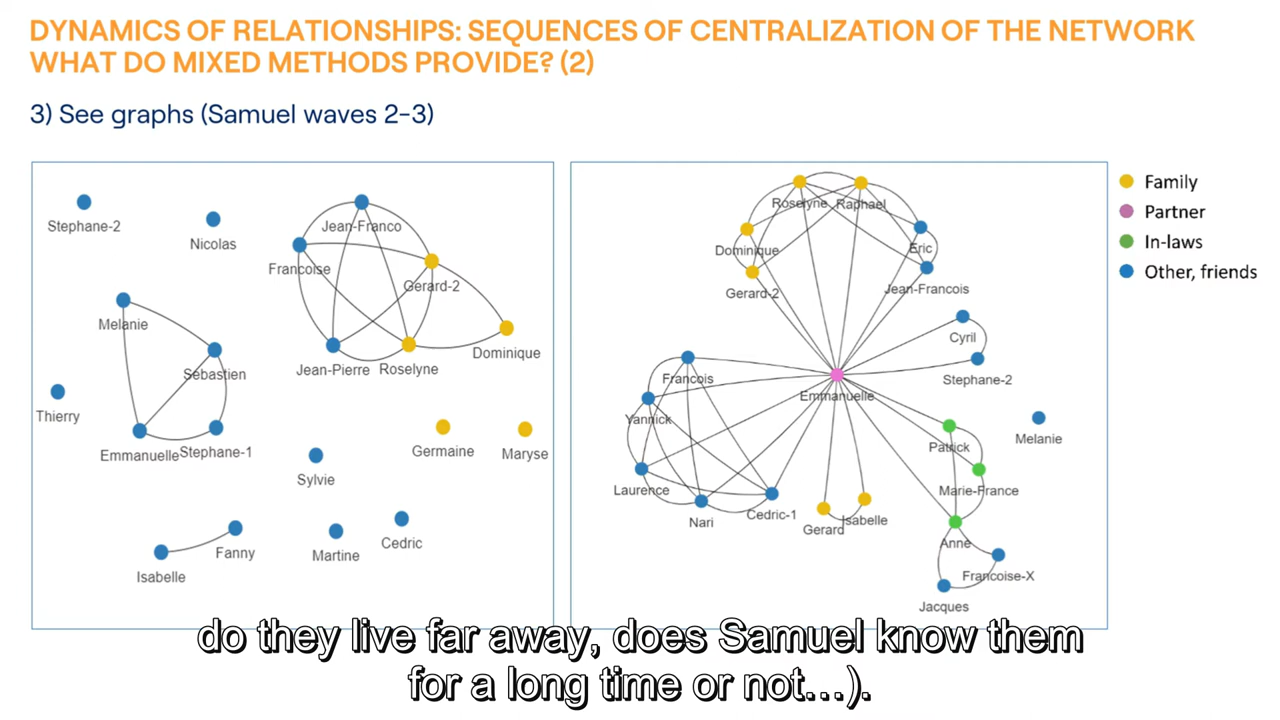 DYNAMICS OF RELATIONSHIPS: SEQUENCES OF CENTRALIZATION OF THE NETWORK
WHAT DO MIXED METHODS PROVIDE? (2)
3) See graphs (Samuel waves 2-3)
Stephane-2
Nicolas
Jean-Franco
Francoise
Gerard-2
Melanie
Sebastien
Jean-Pierre
Roselyne
Dominique
Thierry
Emmanuelle
Stephane-1
Germaine
Maryse
Sylvie
Isabelle
Fanny
Martine
Cedric
Roselyne
Raphael
Dominique
Eric
Gerard-2
Jean-Francois
Cyril
Stephane-2
Francois
Emmanuelle
Yannick
Melanie
Patrick
Laurence
Marie-France
Nari
Cedric-1
Gerard
Isabelle
Anne
Francoise-X
Jacques
Family
Partner
In-laws
Other, friends
do they live far away, does Samuel know them
for a long time or not...).